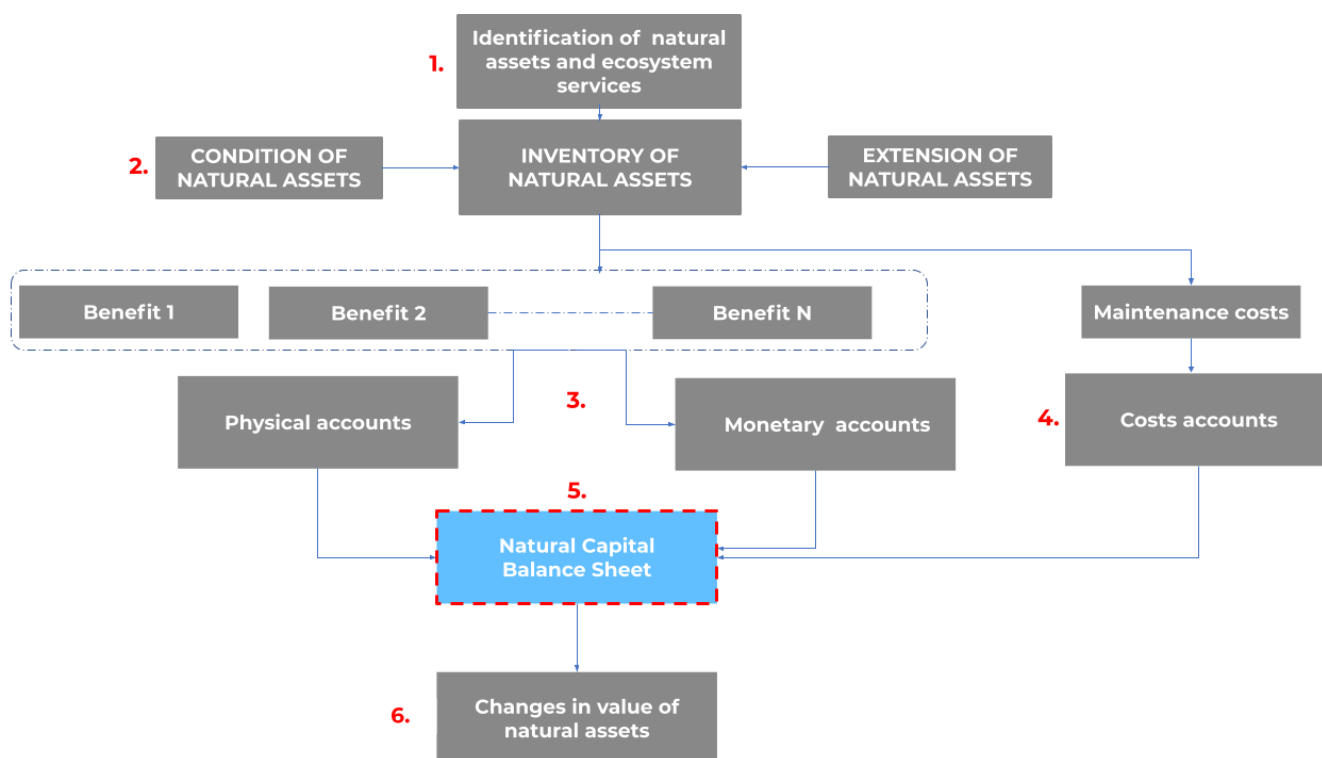 Identification of natural
assets and ecosystem
services
1.
2.
CONDITION OF
NATURAL ASSETS
INVENTORY OF
NATURAL ASSETS
EXTENSION OF
NATURAL ASSETS
Benefit 1
Benefit 2
Benefit N
Maintenance costs
Physical accounts
3.
Monetary accounts
4.
Costs accounts
5.
Natural Capital
Balance Sheet
6.
Changes in value of
natural assets